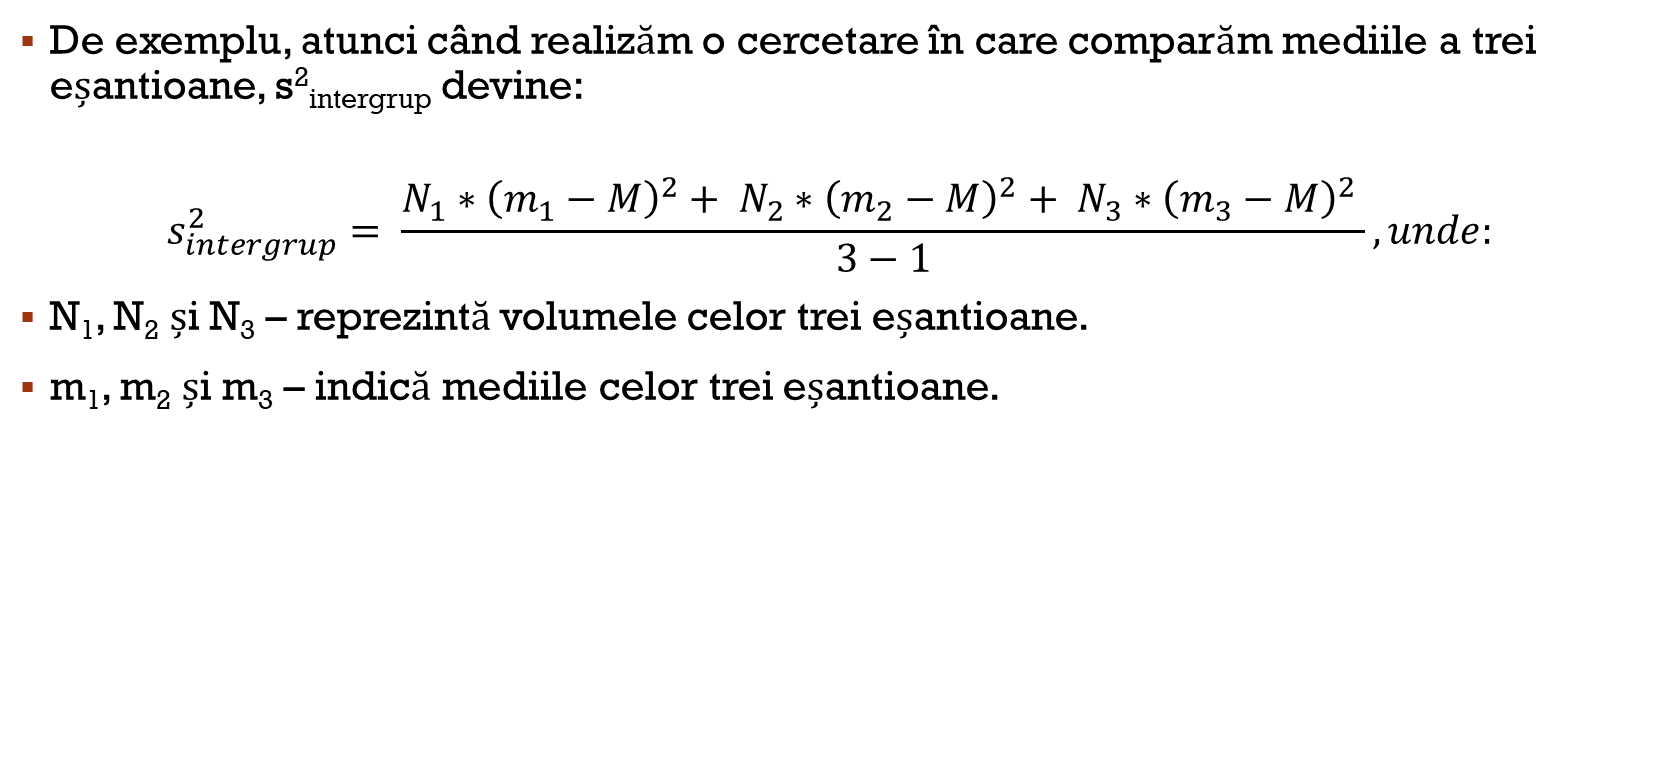 ▪ De exemplu, atunci când realizăm o cercetare în care comparăm mediile a trei
eșantioane, s²intergrup devine:
s²intergrup = (N₁ ∗ (m₁ − M)² + N₂ ∗ (m₂ − M)² + N₃ ∗ (m₃ − M)²) / (3 − 1) , unde:
▪ N₁, N₂ și N₃ – reprezintă volumele celor trei eșantioane.
▪ m₁, m₂ și m₃ – indică mediile celor trei eșantioane.